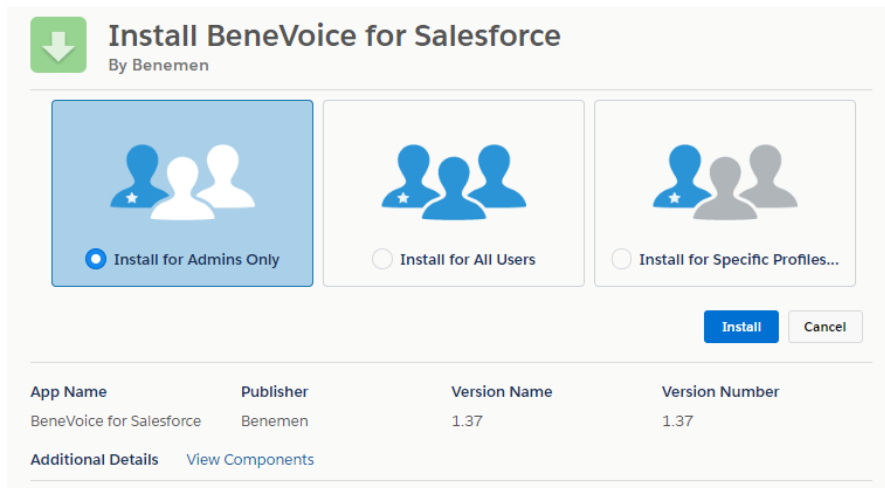 Install BeneVoice for Salesforce
By Benemen
Install for Admins Only
Install for All Users
Install for Specific Profiles...
Install
Cancel
App Name Publisher Version Name Version Number
BeneVoice for Salesforce Benemen 1.37 1.37
Additional Details View Components